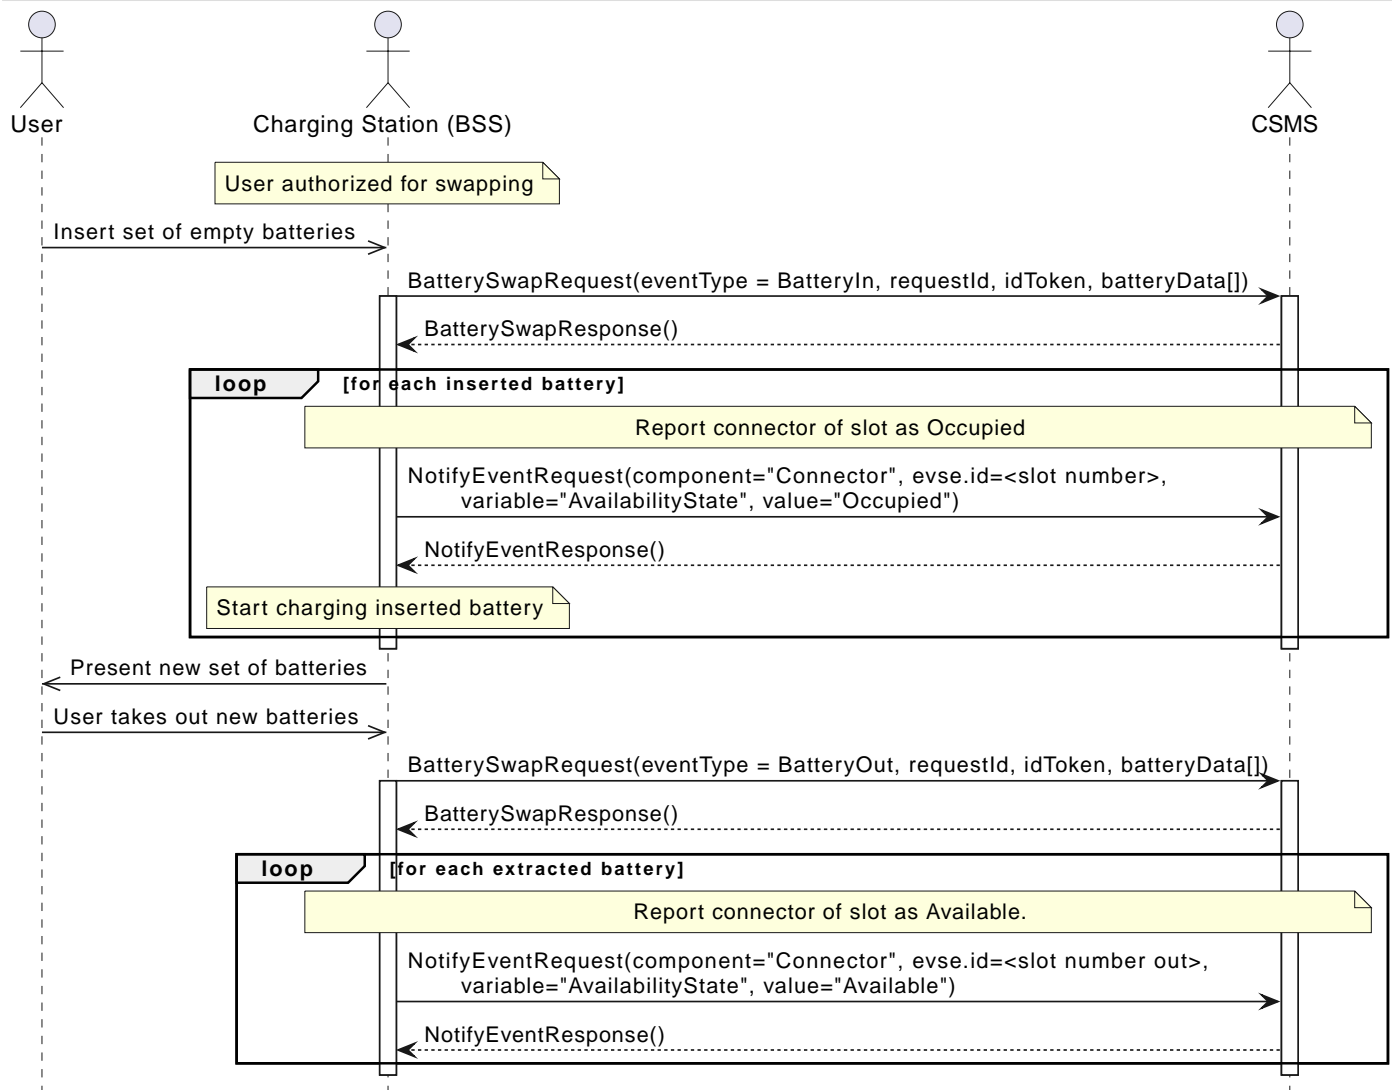 User
Charging Station (BSS)
CSMS
User authorized for swapping
Insert set of empty batteries
BatterySwapRequest(eventType = BatteryIn, requestId, idToken, batteryData[])
BatterySwapResponse()
loop [for each inserted battery]
Report connector of slot as Occupied
NotifyEventRequest(component="Connector", evse.id=<slot number>,
variable="AvailabilityState", value="Occupied")
NotifyEventResponse()
Start charging inserted battery
Present new set of batteries
User takes out new batteries
BatterySwapRequest(eventType = BatteryOut, requestId, idToken, batteryData[])
BatterySwapResponse()
loop [for each extracted battery]
Report connector of slot as Available.
NotifyEventRequest(component="Connector", evse.id=<slot number out>,
variable="AvailabilityState", value="Available")
NotifyEventResponse()